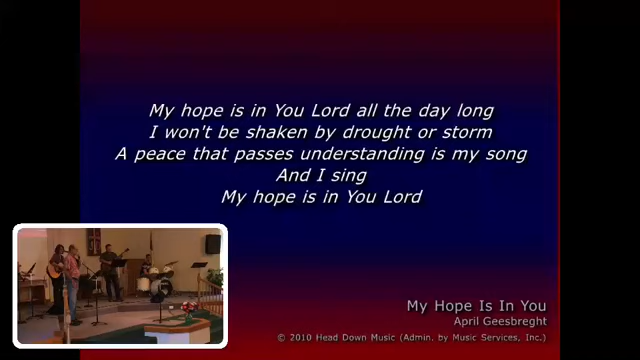 My hope is in You Lord all the day long
I won't be shaken by drought or storm
A peace that passes understanding is my song
And I sing
My hope is in You Lord
My Hope Is In You
April Geesbreght
© 2010 Head Down Music (Admin. by Music Services, Inc.)